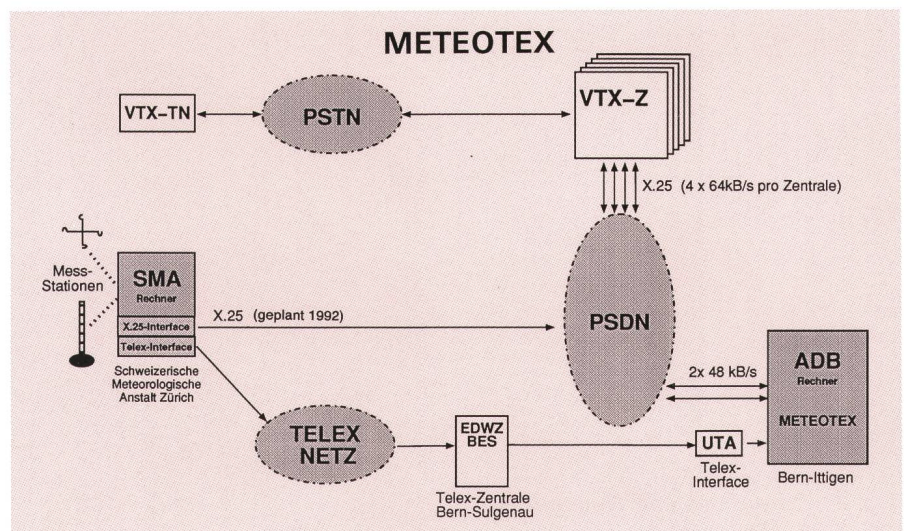 METEOTEX
VTX–TN
PSTN
VTX–Z
X.25 (4 x 64kB/s pro Zentrale)
Mess-
Stationen
SMA
Rechner
X.25-Interface
Telex-Interface
Schweizerische
Meteorologische
Anstalt Zürich
X.25 (geplant 1992)
PSDN
2x 48 kB/s
ADB
Rechner
METEOTEX
Bern-Ittigen
TELEX
NETZ
EDWZ
BES
Telex-Zentrale
Bern-Sulgenau
UTA
Telex-
Interface